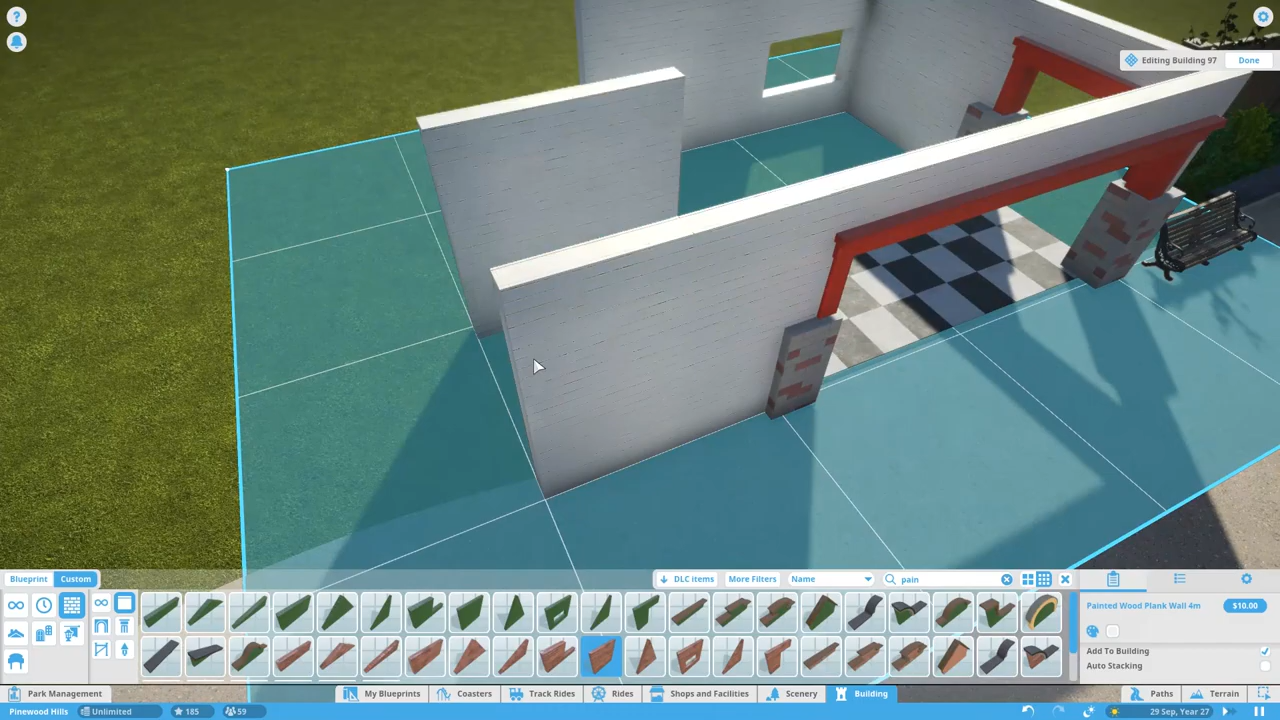 ?
Editing Building 97 Done
Blueprint Custom
DLC items More Filters Name pain
Painted Wood Plank Wall 4m $10.00
Add To Building
Auto Stacking
Park Management My Blueprints Coasters Track Rides Rides Shops and Facilities Scenery Building Paths Terrain
Pinewood Hills Unlimited 185 59 29 Sep, Year 27